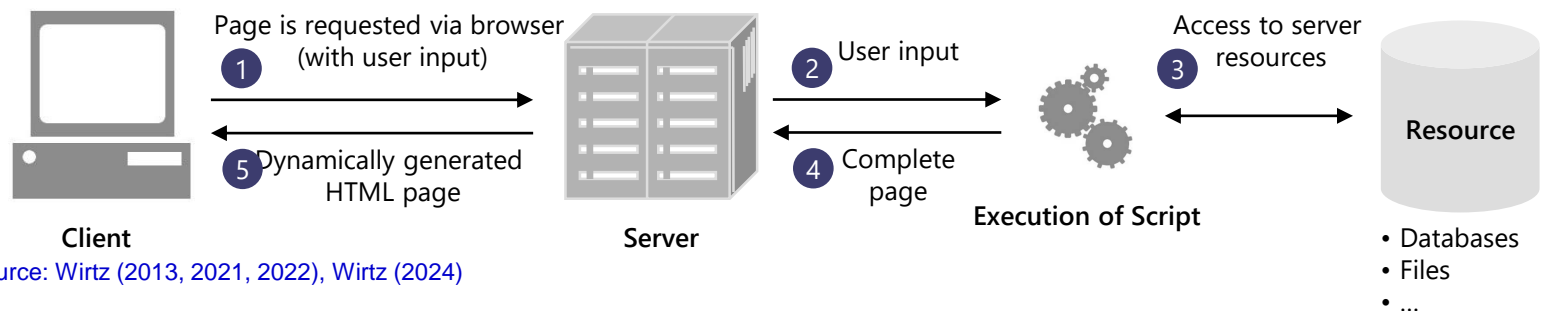 Page is requested via browser
(with user input)
1
User input
2
Access to server
resources
3
Resource
5
Dynamically generated
HTML page
4
Complete
page
Execution of Script
Client
Server
• Databases
• Files
• ...
urce: Wirtz (2013, 2021, 2022), Wirtz (2024)